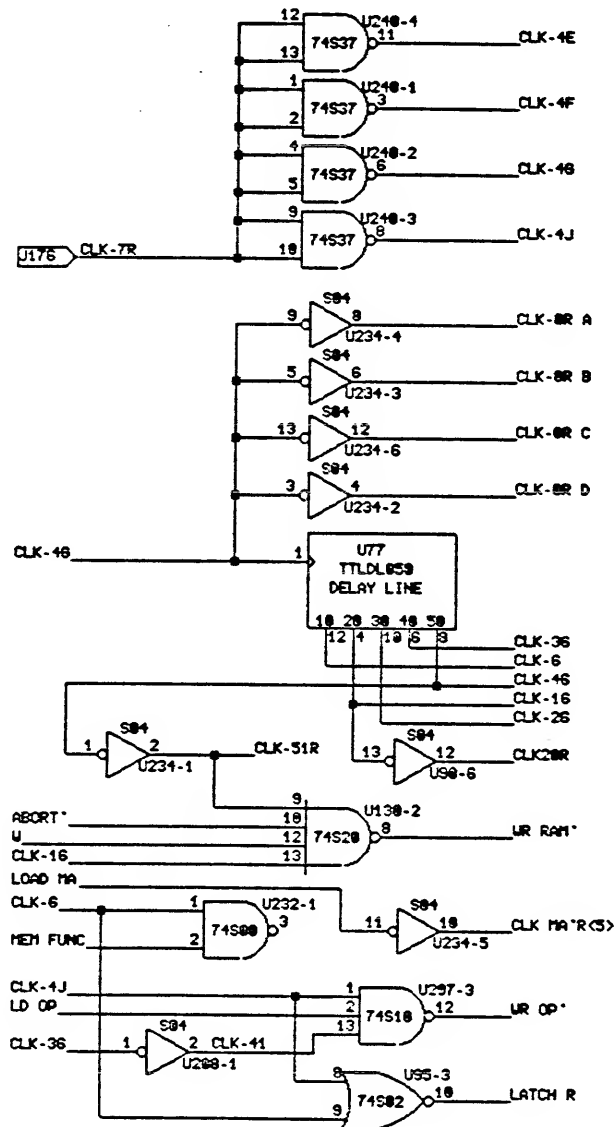 12 U240-4
74S37 11 CLK-4E
13
1 U240-1
74S37 3 CLK-4F
2
4 U240-2
74S37 6 CLK-4G
5
9 U240-3
74S37 8 CLK-4J
10
J176 CLK-7R
S04
9 8 CLK-0R A
U234-4
S04
5 6 CLK-0R B
U234-3
S04
13 12 CLK-0R C
U234-6
S04
3 4 CLK-0R D
U234-2
CLK-4G 1 U77
TTLDL050
DELAY LINE
10 20 30 40 50
12 4 10 6 8
CLK-36
CLK-6
CLK-46
CLK-16
CLK-26
S04
1 2 CLK-51R
U234-1
S04
13 12 CLK20R
U90-6
9 U130-2
ABORT' 10 74S20 8 WR RAM'
W 12
CLK-16 13
LOAD MA
CLK-6 1 U232-1
74S00 3
MEM FUNC 2
S04
11 10 CLK MA'R<5>
U234-5
CLK-4J 1 U297-3
LD OP 2 74S10 12 WR OP'
13
S04
CLK-36 1 2 CLK-41
8 U95-3
74S02 10 LATCH R
9